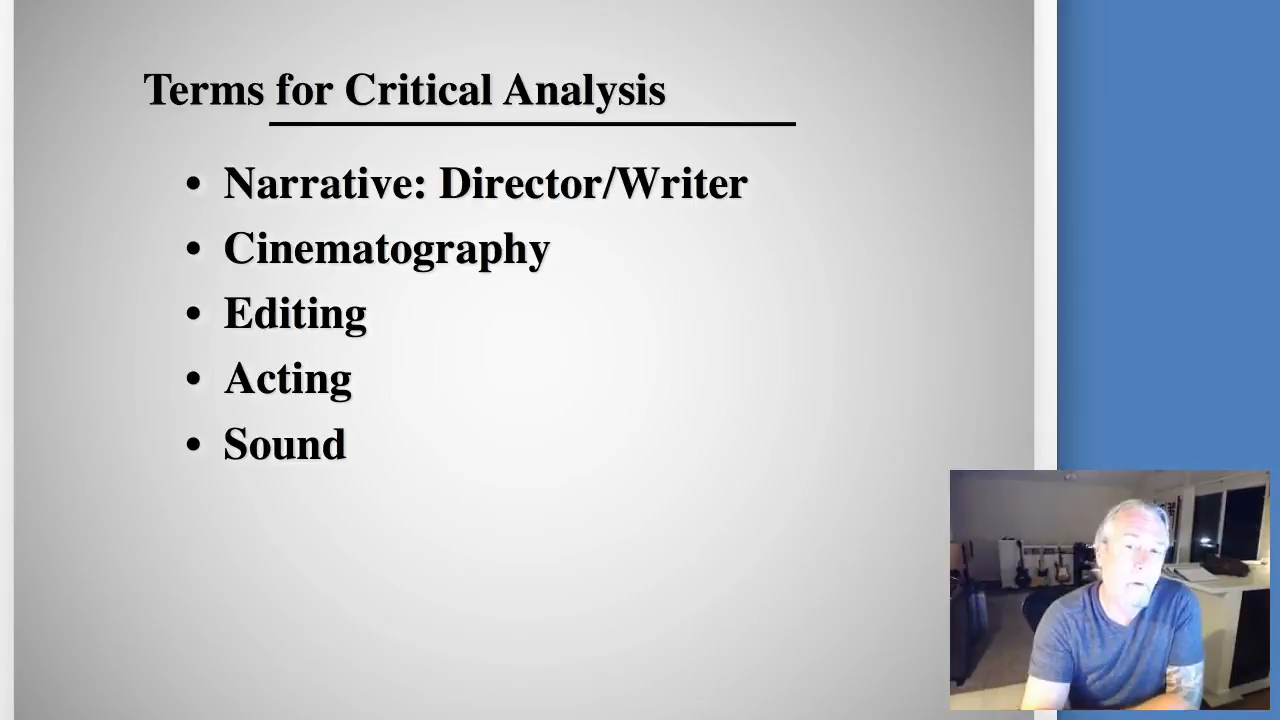 Terms for Critical Analysis
• Narrative: Director/Writer
• Cinematography
• Editing
• Acting
• Sound